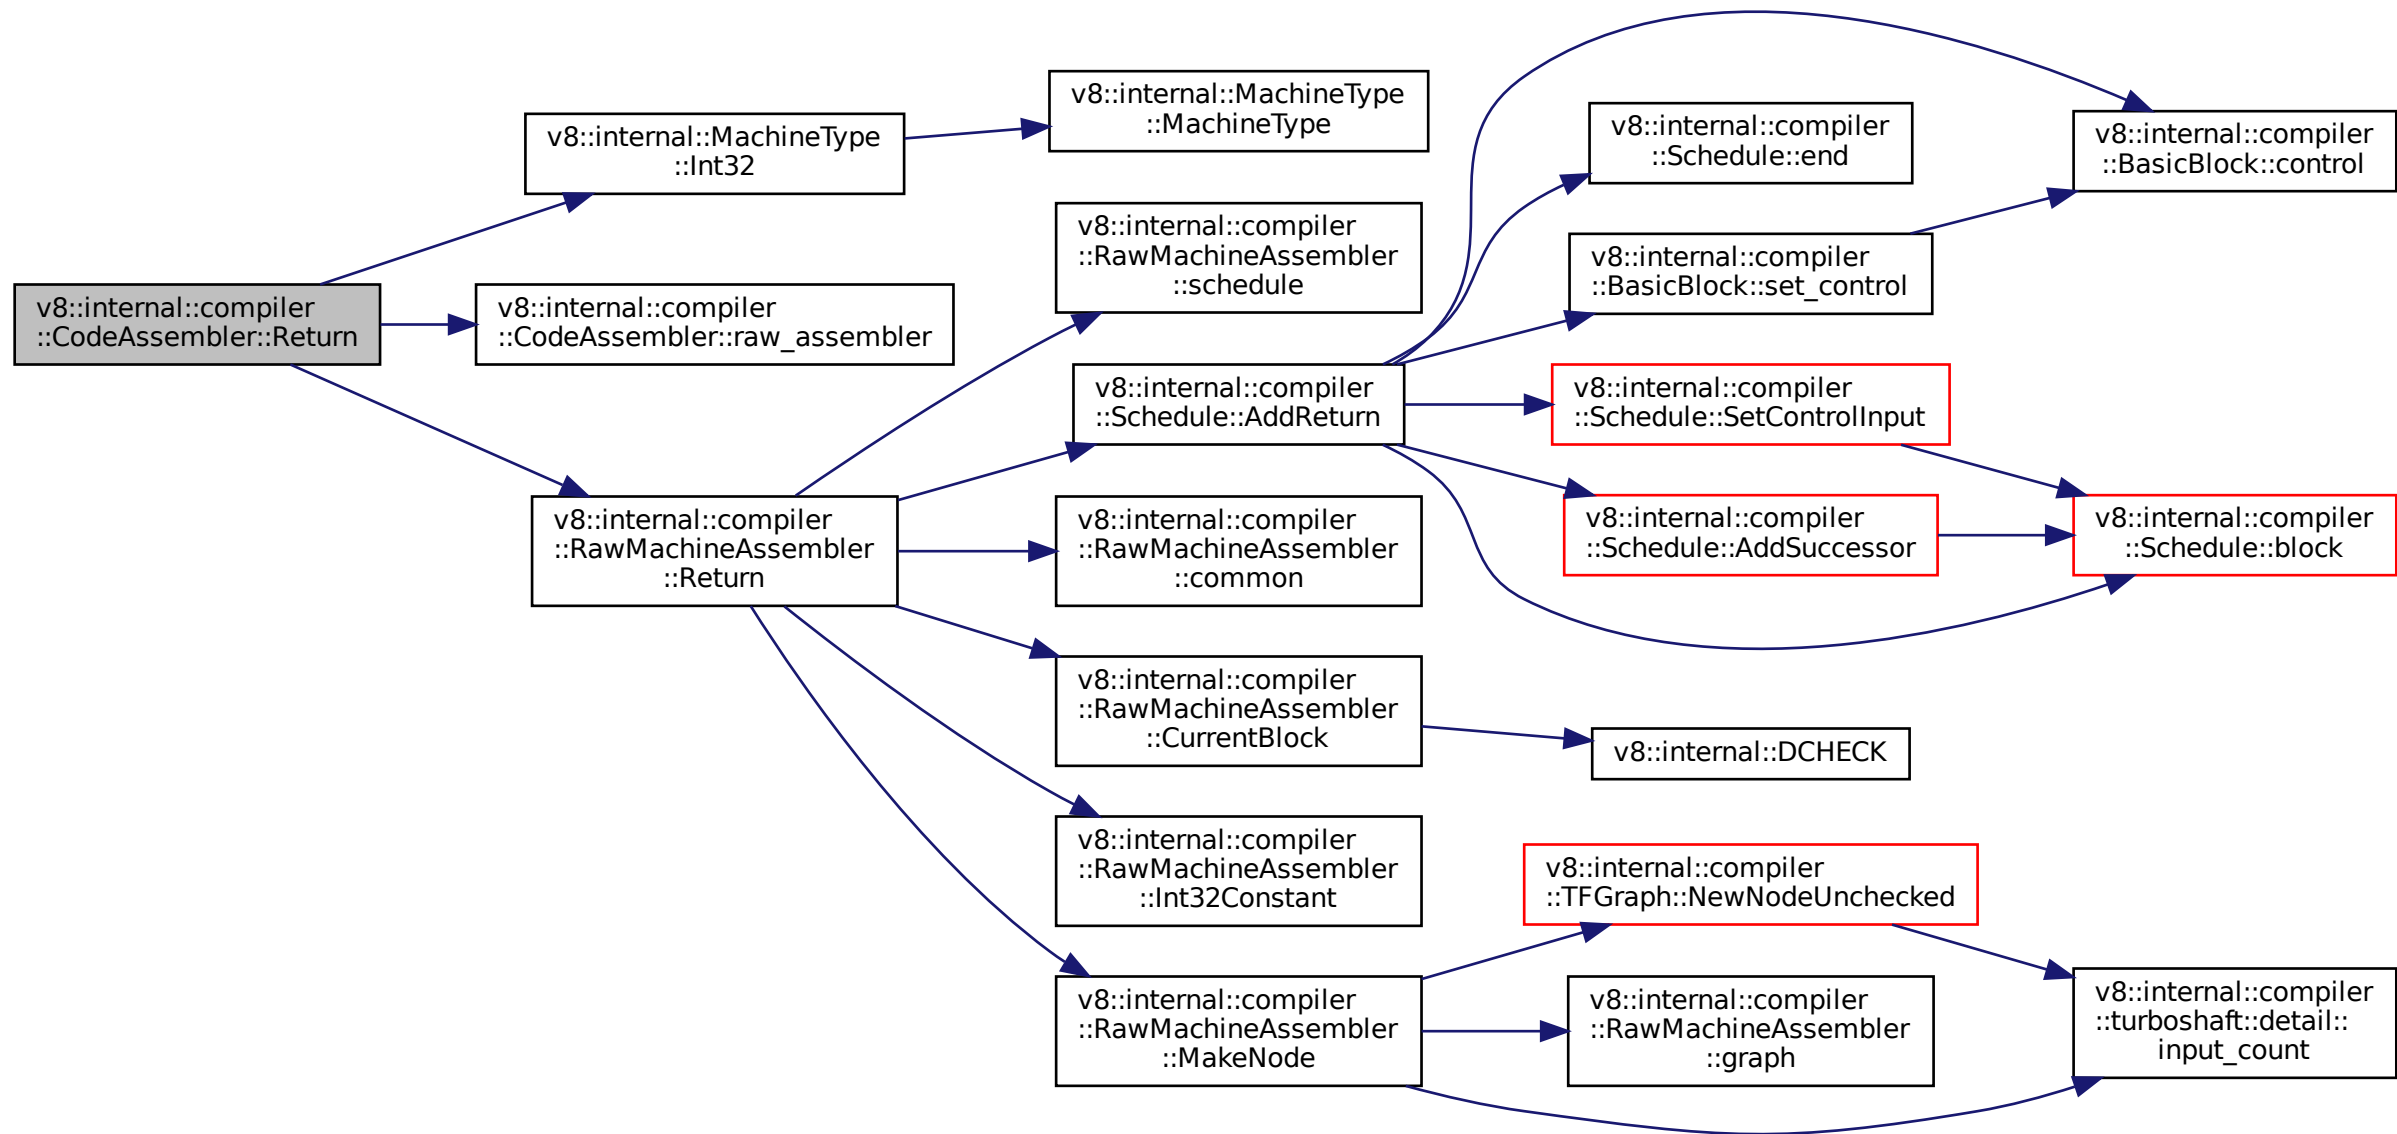 v8::internal::compiler
::CodeAssembler::Return
v8::internal::MachineType
::Int32
v8::internal::compiler
::CodeAssembler::raw_assembler
v8::internal::compiler
::RawMachineAssembler
::Return
v8::internal::MachineType
::MachineType
v8::internal::compiler
::RawMachineAssembler
::schedule
v8::internal::compiler
::Schedule::AddReturn
v8::internal::compiler
::RawMachineAssembler
::common
v8::internal::compiler
::RawMachineAssembler
::CurrentBlock
v8::internal::compiler
::RawMachineAssembler
::Int32Constant
v8::internal::compiler
::RawMachineAssembler
::MakeNode
v8::internal::compiler
::Schedule::end
v8::internal::compiler
::BasicBlock::set_control
v8::internal::compiler
::Schedule::SetControlInput
v8::internal::compiler
::Schedule::AddSuccessor
v8::internal::DCHECK
v8::internal::compiler
::TFGraph::NewNodeUnchecked
v8::internal::compiler
::RawMachineAssembler
::graph
v8::internal::compiler
::BasicBlock::control
v8::internal::compiler
::Schedule::block
v8::internal::compiler
::turboshaft::detail::
input_count